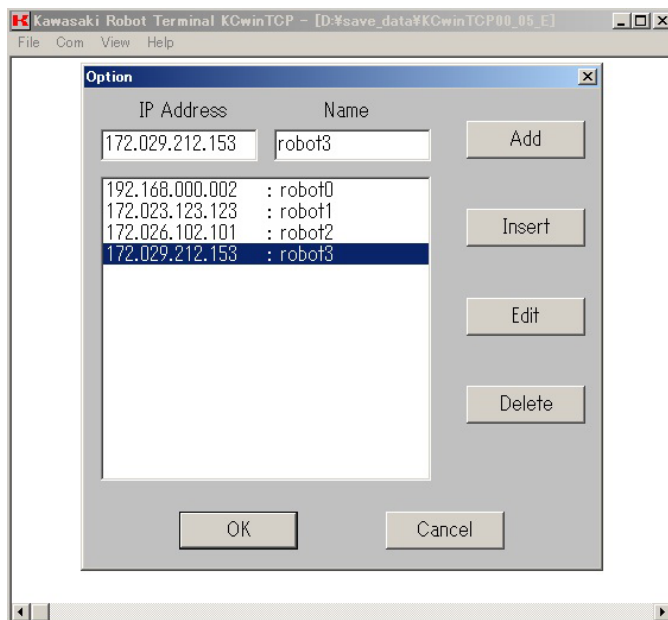 Kawasaki Robot Terminal KCwinTCP - [D:¥save_data¥KCwinTCP00_05_E]
File Com View Help
Option
IP Address Name
172.029.212.153 robot3 Add
192.168.000.002 : robot0
172.023.123.123 : robot1
172.026.102.101 : robot2 Insert
172.029.212.153 : robot3
Edit
Delete
OK Cancel